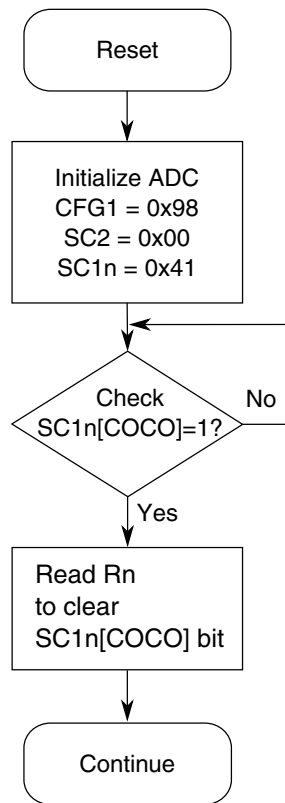 Reset
Initialize ADC
CFG1 = 0x98
SC2 = 0x00
SC1n = 0x41
Check
SC1n[COCO]=1?
No
Yes
Read Rn
to clear
SC1n[COCO] bit
Continue